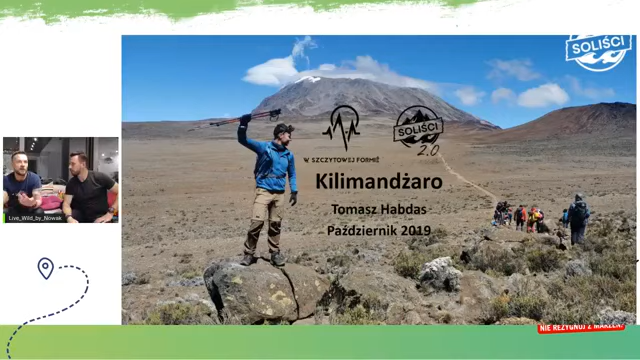 SOLIŚCI
W SZCZYTOWEJ FORMIE
SOLIŚCI
2.0
Kilimandżaro
Tomasz Habdas
Październik 2019
Live_Wild_by_Nowak
NIE REZYGNUJ Z MARZEŃ!